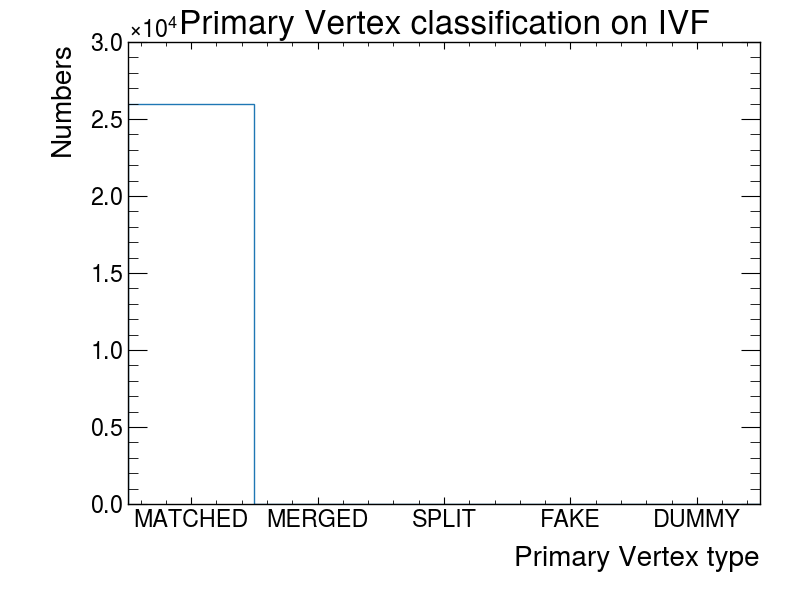 ×10⁴ Primary Vertex classification on IVF
Numbers
3.0
2.5
2.0
1.5
1.0
0.5
0.0
MATCHED MERGED SPLIT FAKE DUMMY
Primary Vertex type